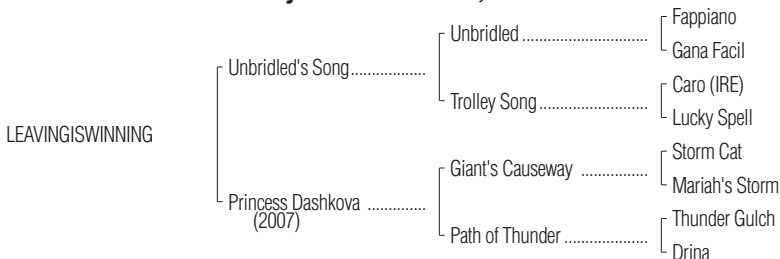 Fappiano
Unbridled
Gana Facil
Unbridled's Song
Caro (IRE)
Trolley Song
Lucky Spell
LEAVINGISWINNING
Storm Cat
Giant's Causeway
Mariah's Storm
Princess Dashkova
(2007)
Thunder Gulch
Path of Thunder
Drina